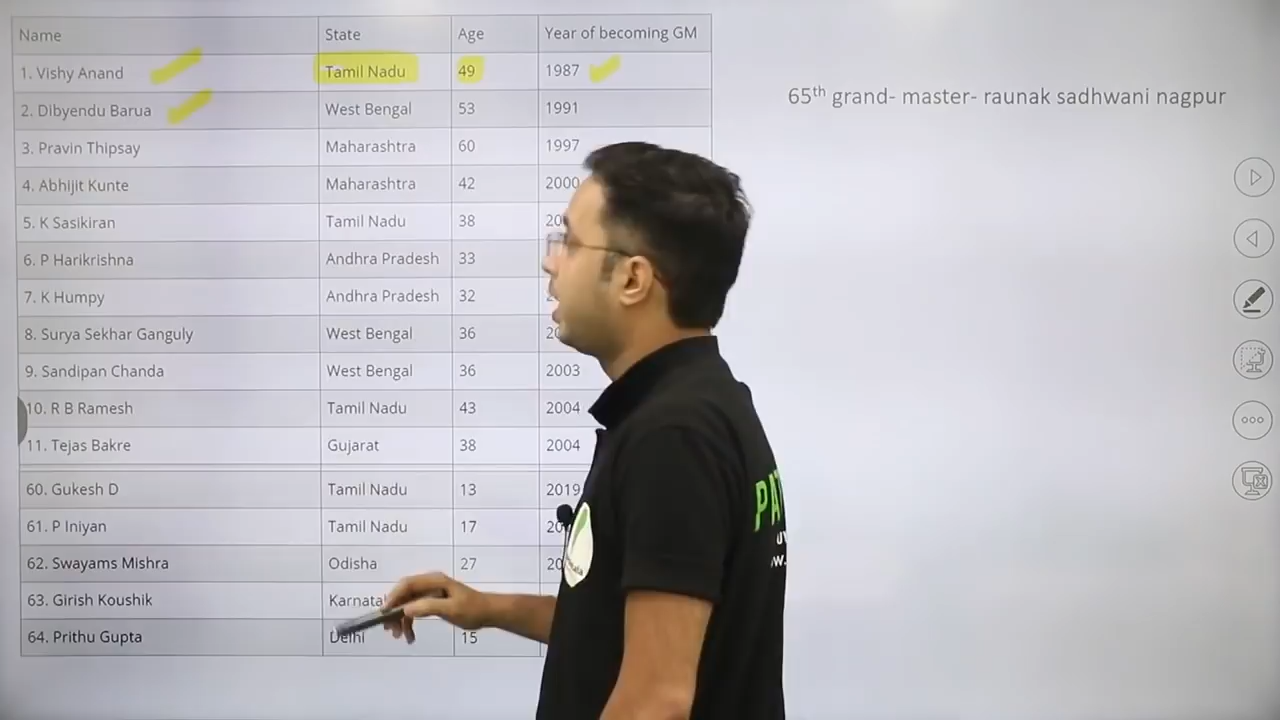 Name State Age Year of becoming GM
1. Vishy Anand Tamil Nadu 49 1987
2. Dibyendu Barua West Bengal 53 1991
3. Pravin Thipsay Maharashtra 60 1997
4. Abhijit Kunte Maharashtra 42 2000
5. K Sasikiran Tamil Nadu 38
6. P Harikrishna Andhra Pradesh 33
7. K Humpy Andhra Pradesh 32
8. Surya Sekhar Ganguly West Bengal 36
9. Sandipan Chanda West Bengal 36 2003
10. R B Ramesh Tamil Nadu 43 2004
11. Tejas Bakre Gujarat 38 2004
60. Gukesh D Tamil Nadu 13 2019
61. P Iniyan Tamil Nadu 17
62. Swayams Mishra Odisha 27
63. Girish Koushik
64. Prithu Gupta Delhi 15
65th grand- master- raunak sadhwani nagpur